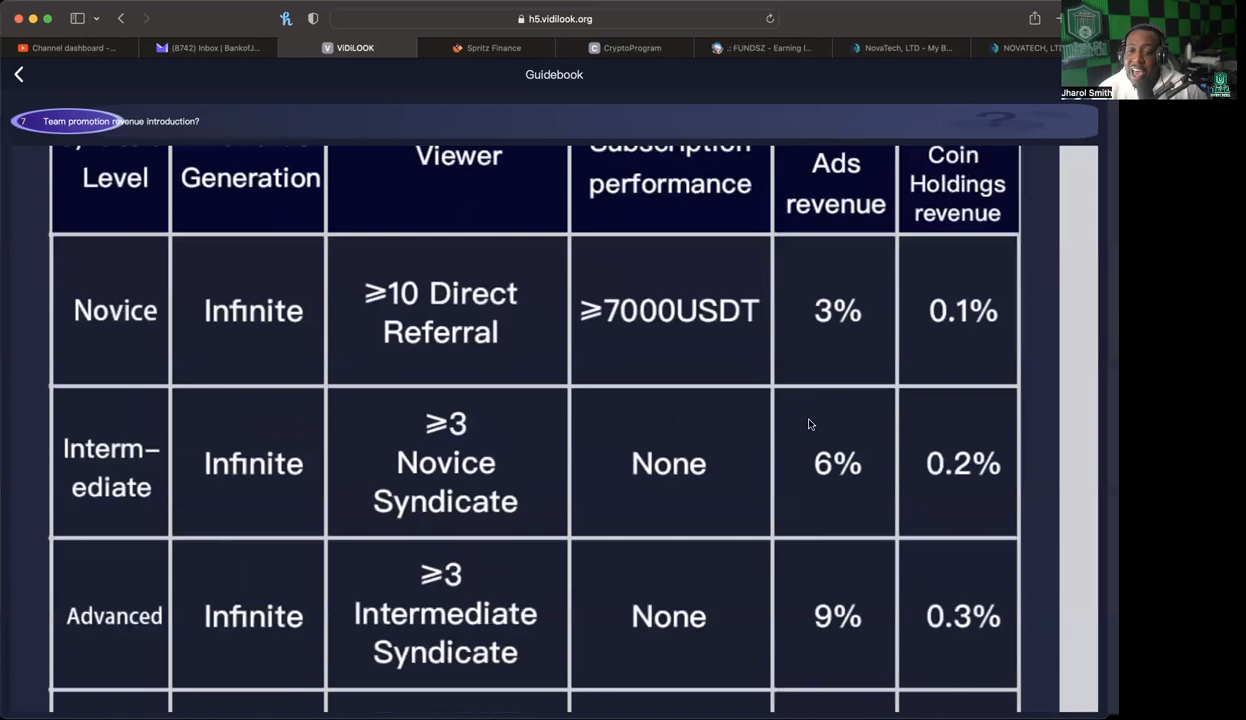 h5.vidilook.org
Channel dashboard -...
(8742) Inbox | BankofJ...
VIDILOOK
Spritz Finance
CryptoProgram
.: FUNDSZ - Earning I...
NovaTech, LTD - My B...
NOVATECH, LTD
Guidebook
Jharol Smith
7 Team promotion revenue introduction?
Level
Generation
Viewer
Subscription
performance
Ads
revenue
Coin
Holdings
revenue
Novice
Infinite
⩾10 Direct
Referral
⩾7000USDT
3%
0.1%
Interm-
ediate
Infinite
⩾3
Novice
Syndicate
None
6%
0.2%
Advanced
Infinite
⩾3
Intermediate
Syndicate
None
9%
0.3%